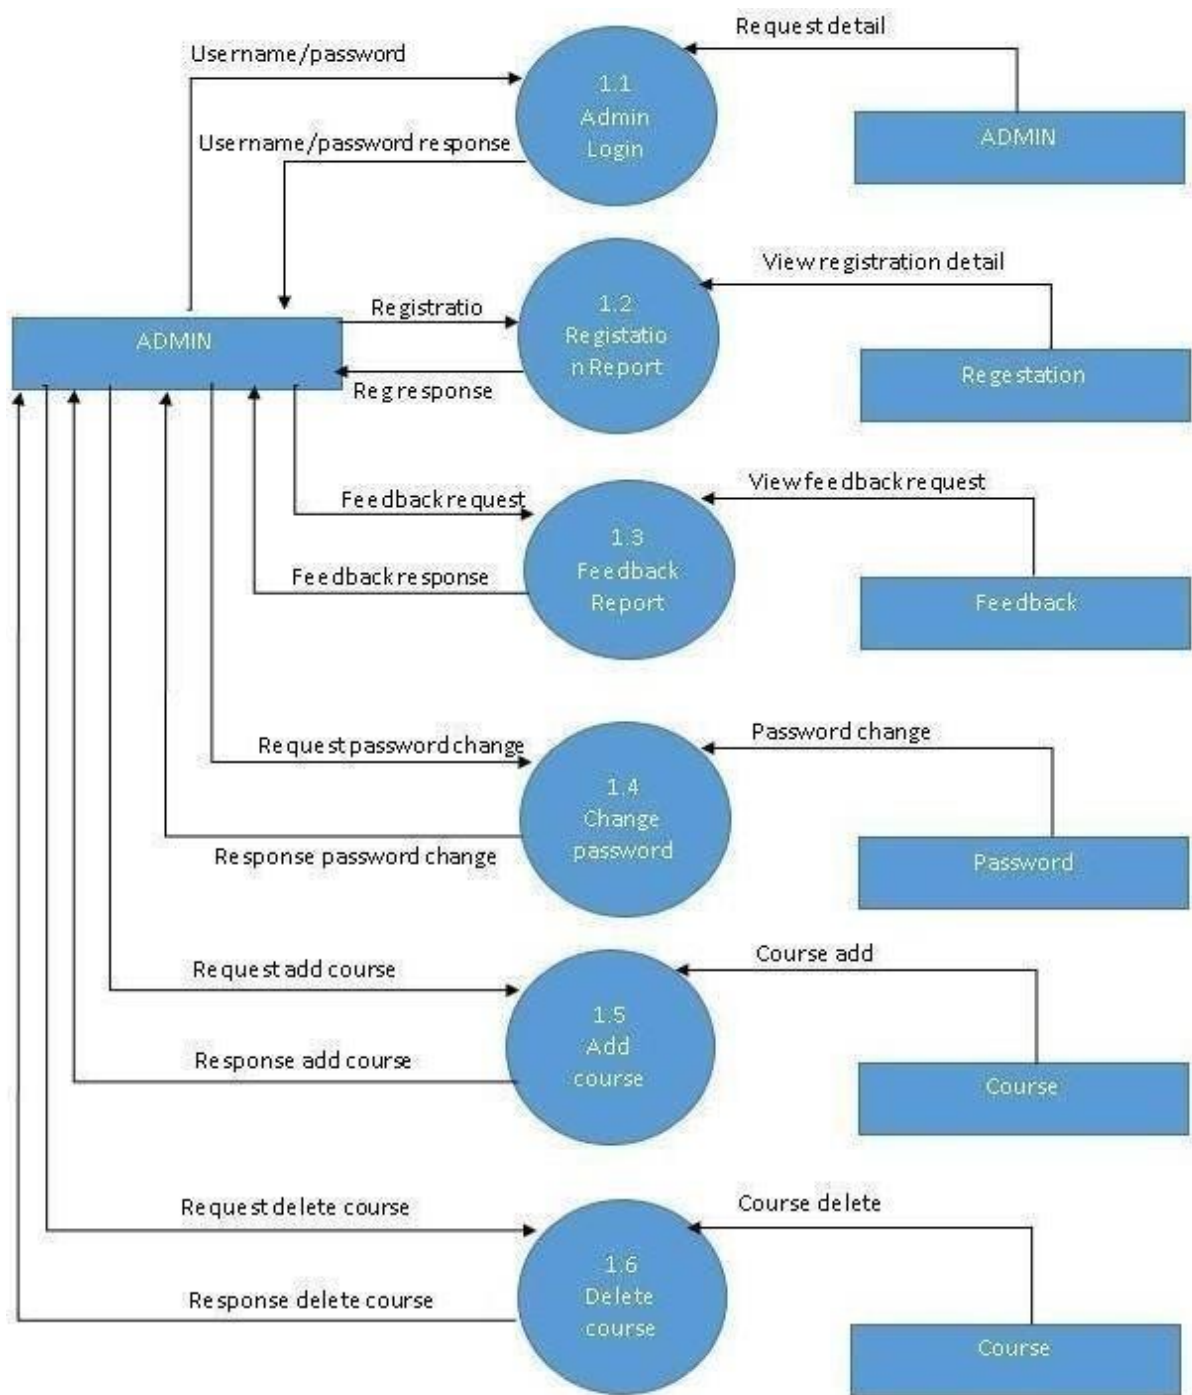 Request detail
Username/password
1.1
Admin
Login
ADMIN
Username/password response
View registration detail
Registratio
1.2
Registatio
n Report
ADMIN
Regestation
Reg response
View feedback request
Feedback request
1.3
Feedback
Report
Feedback response
Feedback
Password change
Request password change
1.4
Change
password
Response password change
Password
Course add
Request add course
1.5
Add
course
Response add course
Course
Course delete
Request delete course
1.6
Delete
course
Response delete course
Course